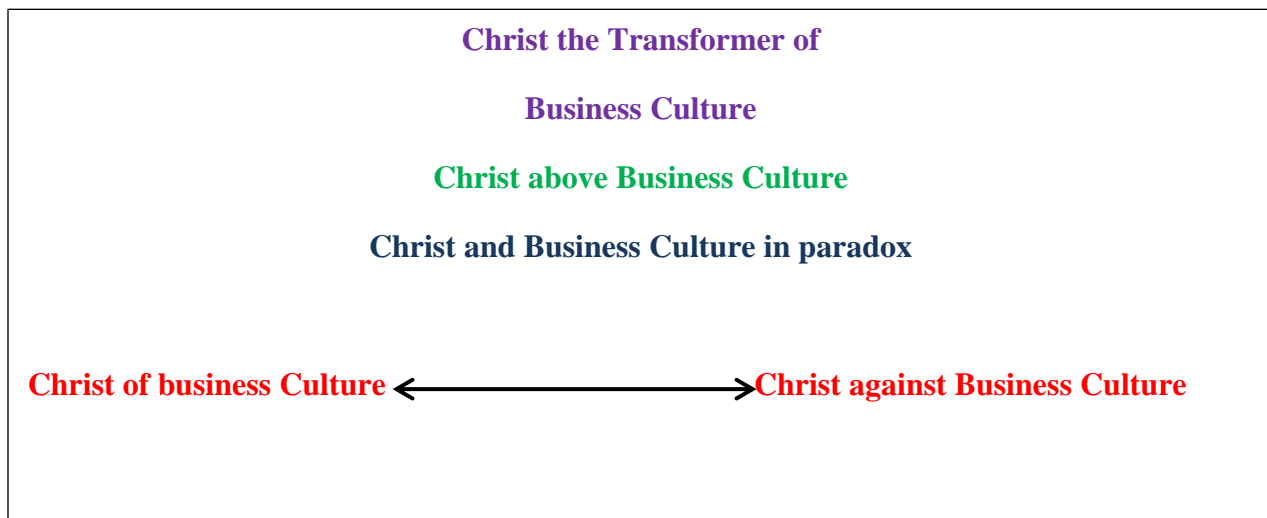 Christ the Transformer of
Business Culture
Christ above Business Culture
Christ and Business Culture in paradox
Christ of business Culture Christ against Business Culture